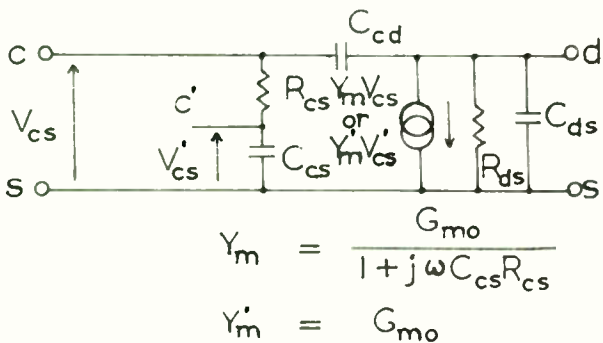 C_cd
c
d
R_cs
Y_m V_cs
c'
or
V_cs
V'_cs
C_cs
Y'_m V'_cs
R_ds
C_ds
s
s
Y_m = G_mo / 1 + jωC_cs R_cs
Y'_m = G_mo